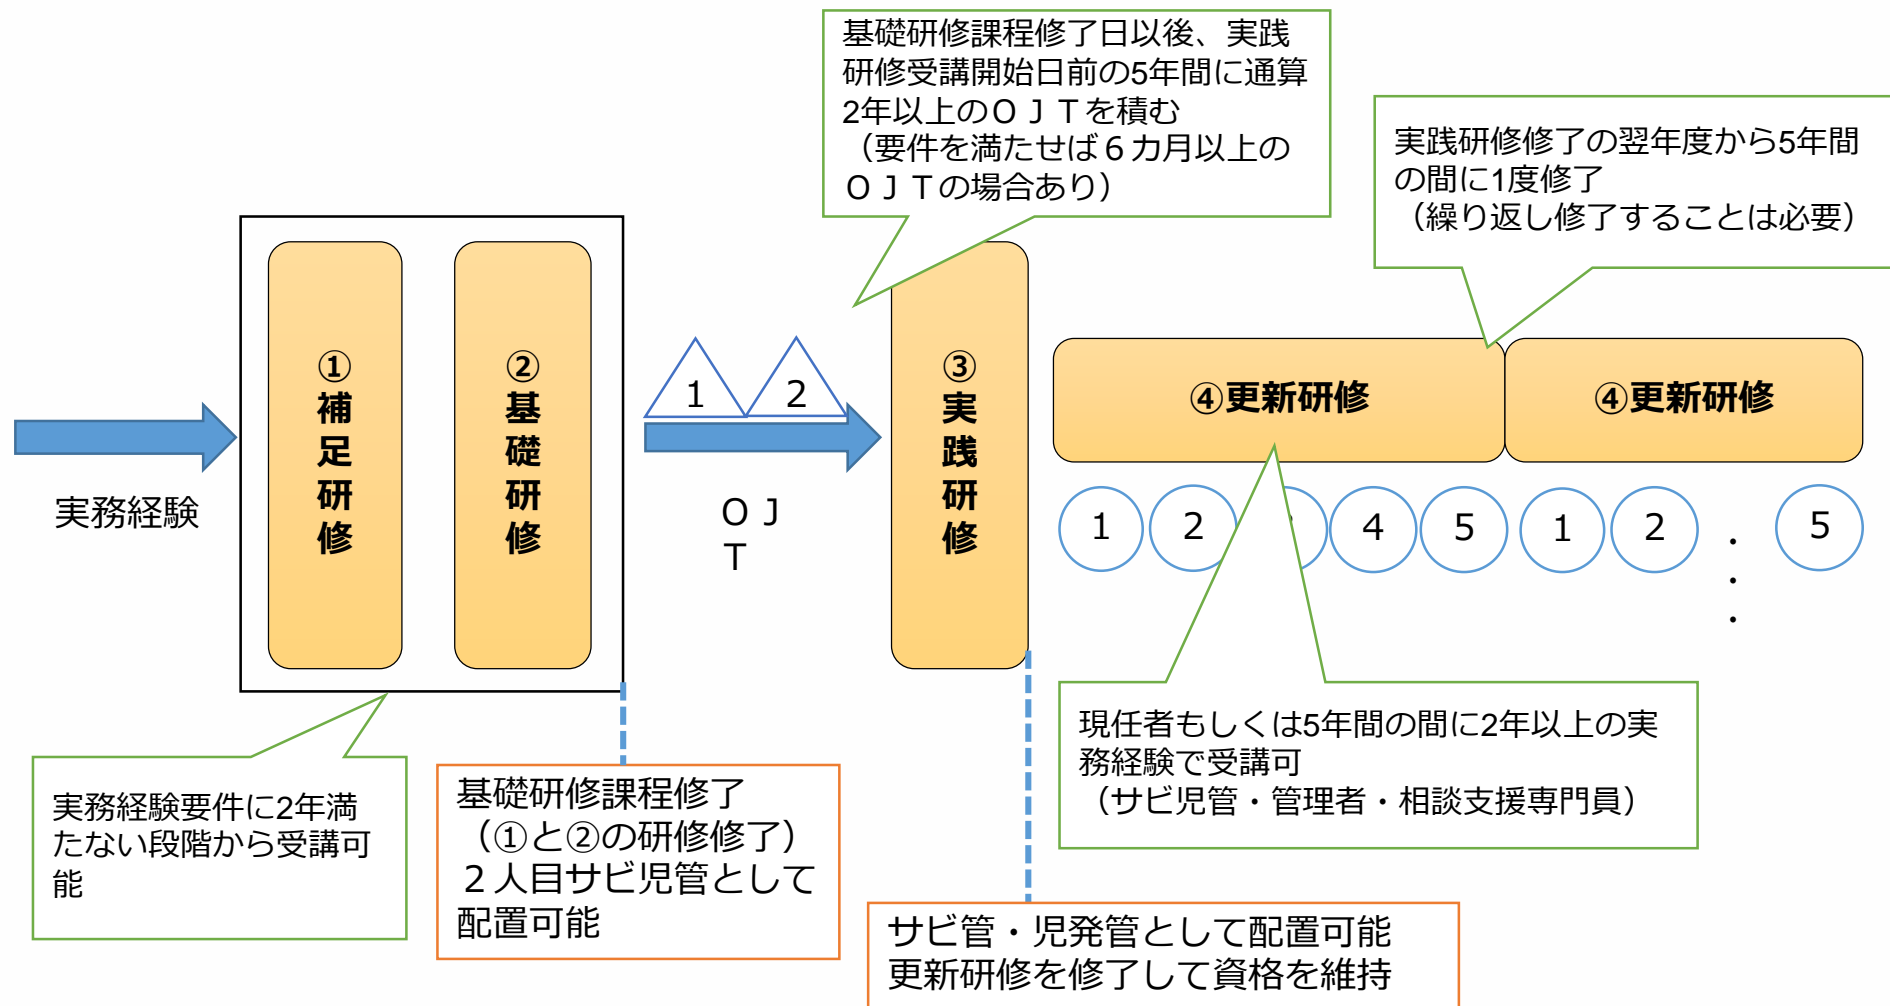 基礎研修課程修了日以後、実践
研修受講開始日前の5年間に通算
2年以上のＯＪＴを積む
（要件を満たせば６カ月以上の
ＯＪＴの場合あり）
実践研修修了の翌年度から5年間
の間に1度修了
（繰り返し修了することは必要）
実務経験
①補足研修
②基礎研修
1
2
ＯＪ
Ｔ
③実践研修
④更新研修
④更新研修
1
2
4
5
1
2
・・・
5
実務経験要件に2年満
たない段階から受講可
能
基礎研修課程修了
（①と②の研修修了）
２人目サビ児管として
配置可能
現任者もしくは5年間の間に2年以上の実
務経験で受講可
（サビ児管・管理者・相談支援専門員）
サビ管・児発管として配置可能
更新研修を修了して資格を維持